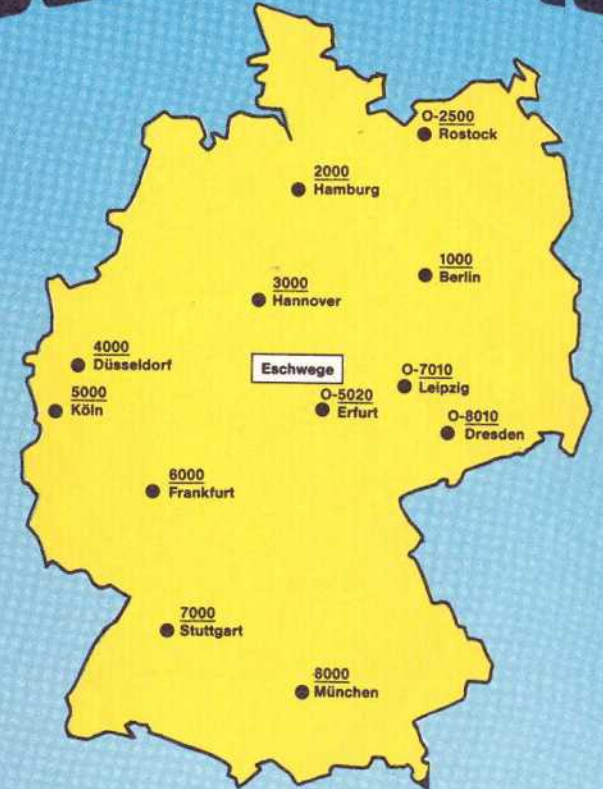 O-2500
Rostock
2000
Hamburg
1000
Berlin
3000
Hannover
4000
Düsseldorf
Eschwege
O-7010
Leipzig
5000
Köln
O-5020
Erfurt
O-8010
Dresden
6000
Frankfurt
7000
Stuttgart
8000
München